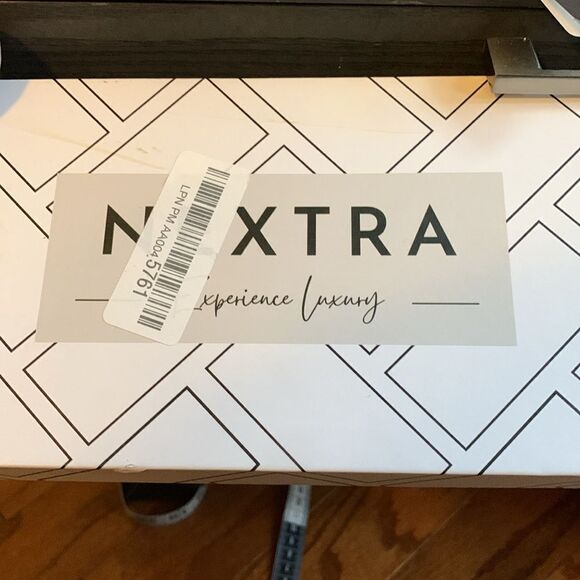 N XTRA
xperience Luxury
LPN PM AA0045761